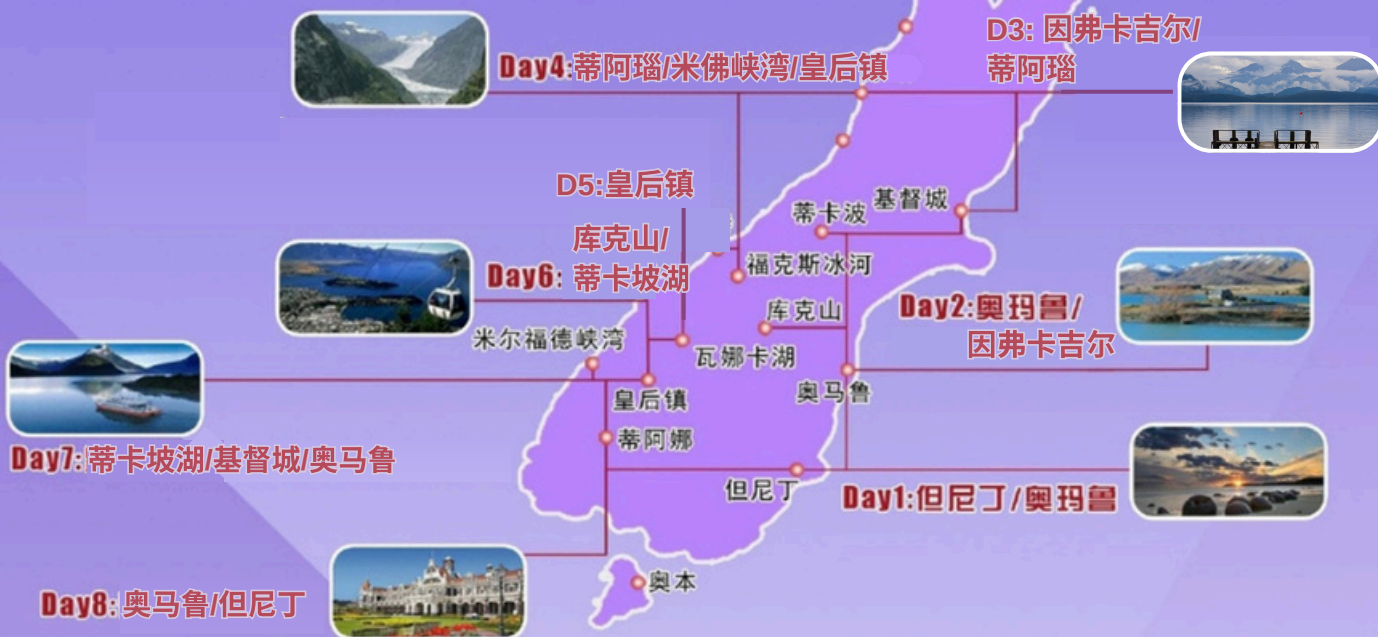 D3: 因弗卡吉尔/
蒂阿瑙
Day4:蒂阿瑙/米佛峡湾/皇后镇
D5:皇后镇
基督城
蒂卡波
库克山/
Day6: 蒂卡坡湖
福克斯冰河
库克山
Day2:奥玛鲁/
因弗卡吉尔
米尔福德峡湾
瓦娜卡湖
奥马鲁
皇后镇
蒂阿娜
Day7:蒂卡坡湖/基督城/奥马鲁
但尼丁
Day1:但尼丁/奥玛鲁
奥本
Day8: 奥马鲁/但尼丁